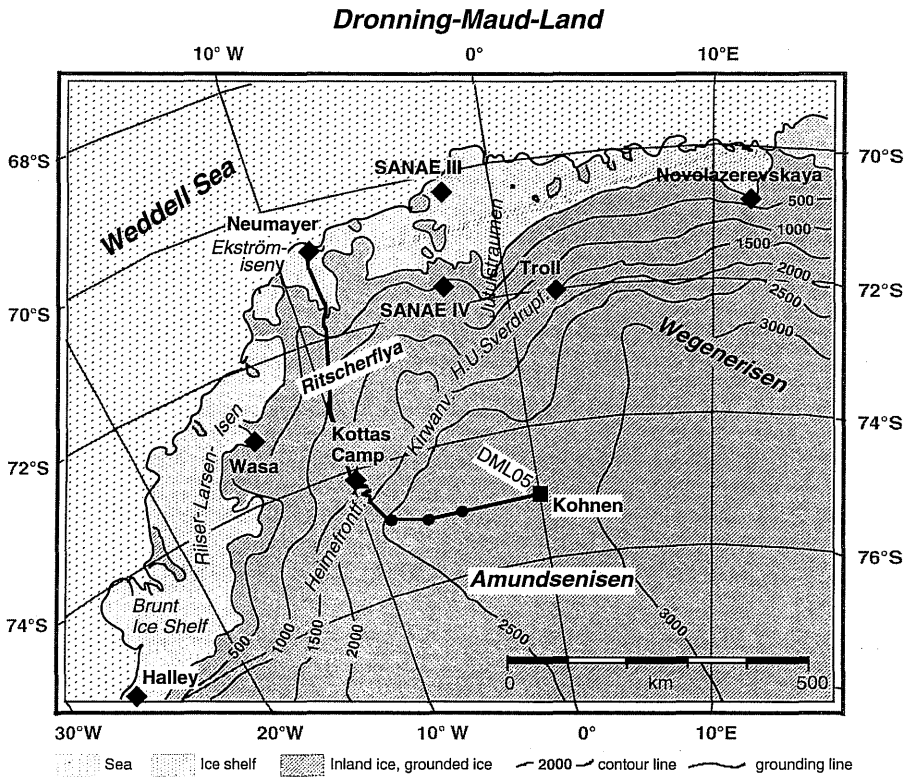 Dronning-Maud-Land
10° W
0°
10°E
68°S
70°S
Weddell Sea
SANAE III
Novolazerevskaya
500
1000
1500
2000
2500
3000
Neumayer
Ekström-
iseny
Troll
72°S
SANAE IV
70°S
H.U.Sverdrupf.
Wegenerisen
Ritscherflya
Kirwanv.
Riiser-Larsen-
Isen
Wasa
Kottas
Camp
74°S
72°S
DML05
Kohnen
Heimefrontf.
76°S
Amundsenisen
Brunt
Ice Shelf
74°S
500
1000
1500
2000
2500
3000
Halley
0
km
500
30°W
20°W
10° W
0°
10°E
Sea
Ice shelf
Inland ice, grounded ice
2000
contour line
grounding line